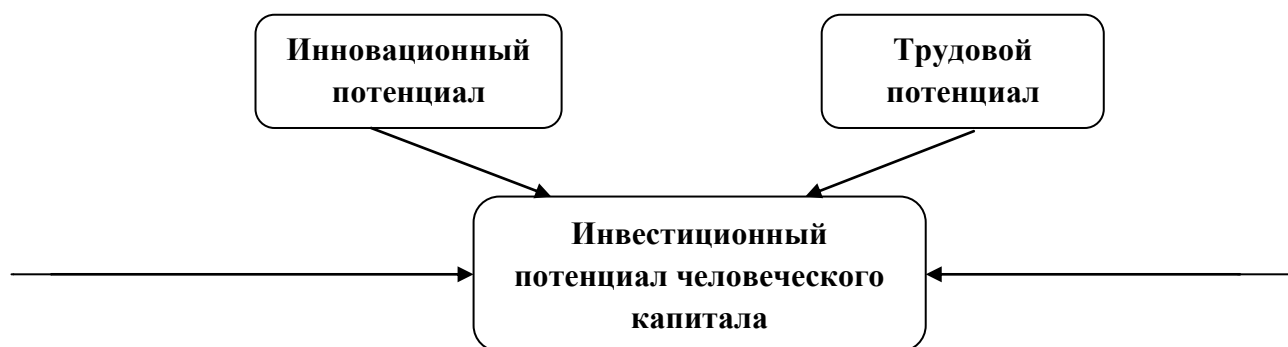 Инновационный
потенциал
Трудовой
потенциал
Инвестиционный
потенциал человеческого
капитала